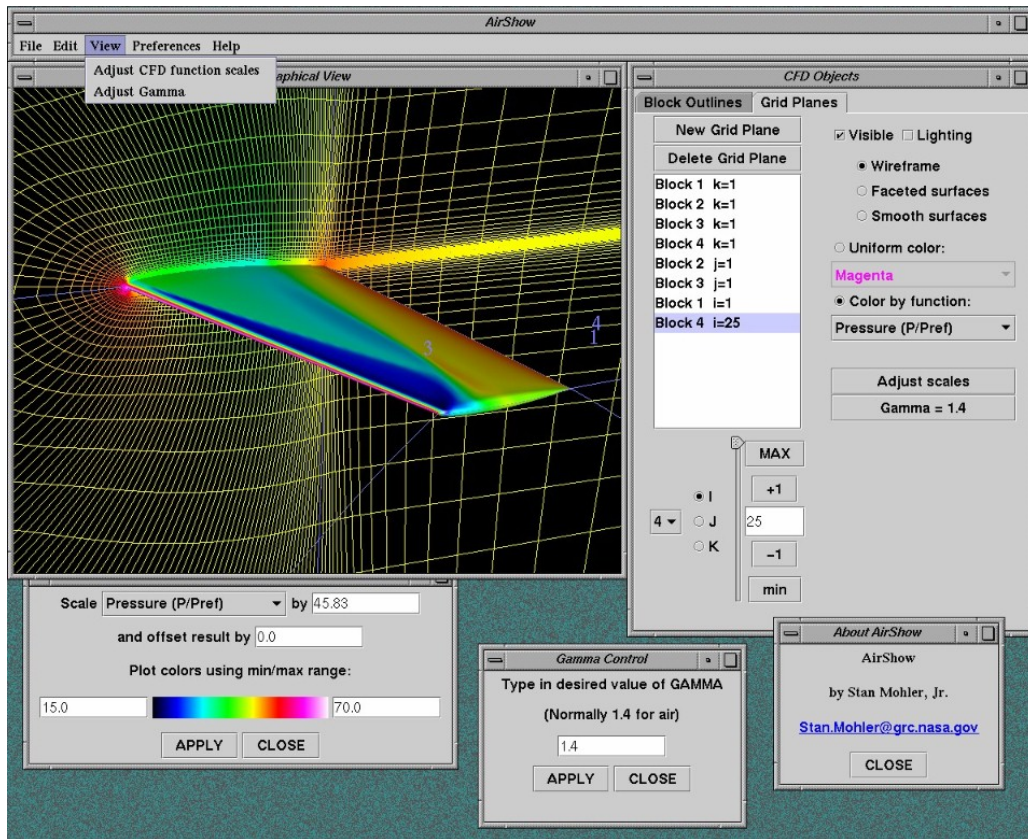 AirShow
File Edit View Preferences Help
Adjust CFD function scales
Adjust Gamma
aphical View
3
4
1
CFD Objects
Block Outlines Grid Planes
New Grid Plane
Delete Grid Plane
Block 1 k=1
Block 2 k=1
Block 3 k=1
Block 4 k=1
Block 2 j=1
Block 3 j=1
Block 1 i=1
Block 4 i=25
Visible Lighting
Wireframe
Faceted surfaces
Smooth surfaces
Uniform color:
Magenta
Color by function:
Pressure (P/Pref)
Adjust scales
Gamma = 1.4
MAX
+1
25
−1
min
4
I
J
K
Scale Pressure (P/Pref) by 45.83
and offset result by 0.0
Plot colors using min/max range:
15.0 70.0
APPLY CLOSE
Gamma Control
Type in desired value of GAMMA
(Normally 1.4 for air)
1.4
APPLY CLOSE
About AirShow
AirShow
by Stan Mohler, Jr.
Stan.Mohler@grc.nasa.gov
CLOSE